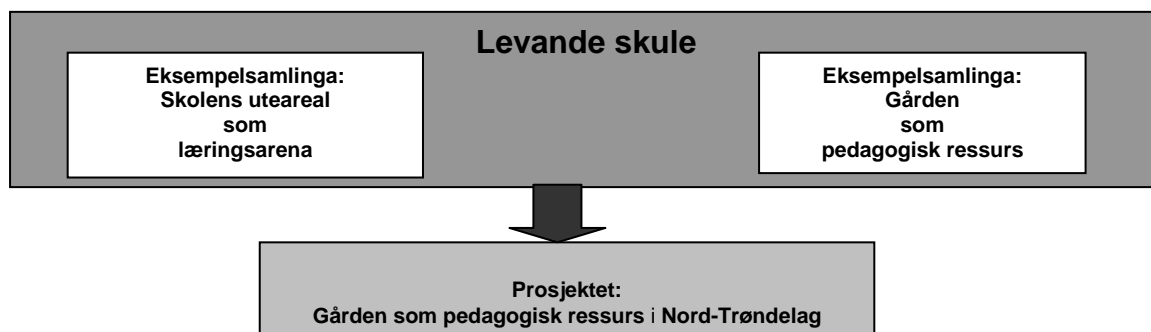 Levande skule
Eksempelsamlinga:
Skolens uteareal
som
læringsarena
Eksempelsamlinga:
Gården
som
pedagogisk ressurs
Prosjektet:
Gården som pedagogisk ressurs i Nord-Trøndelag